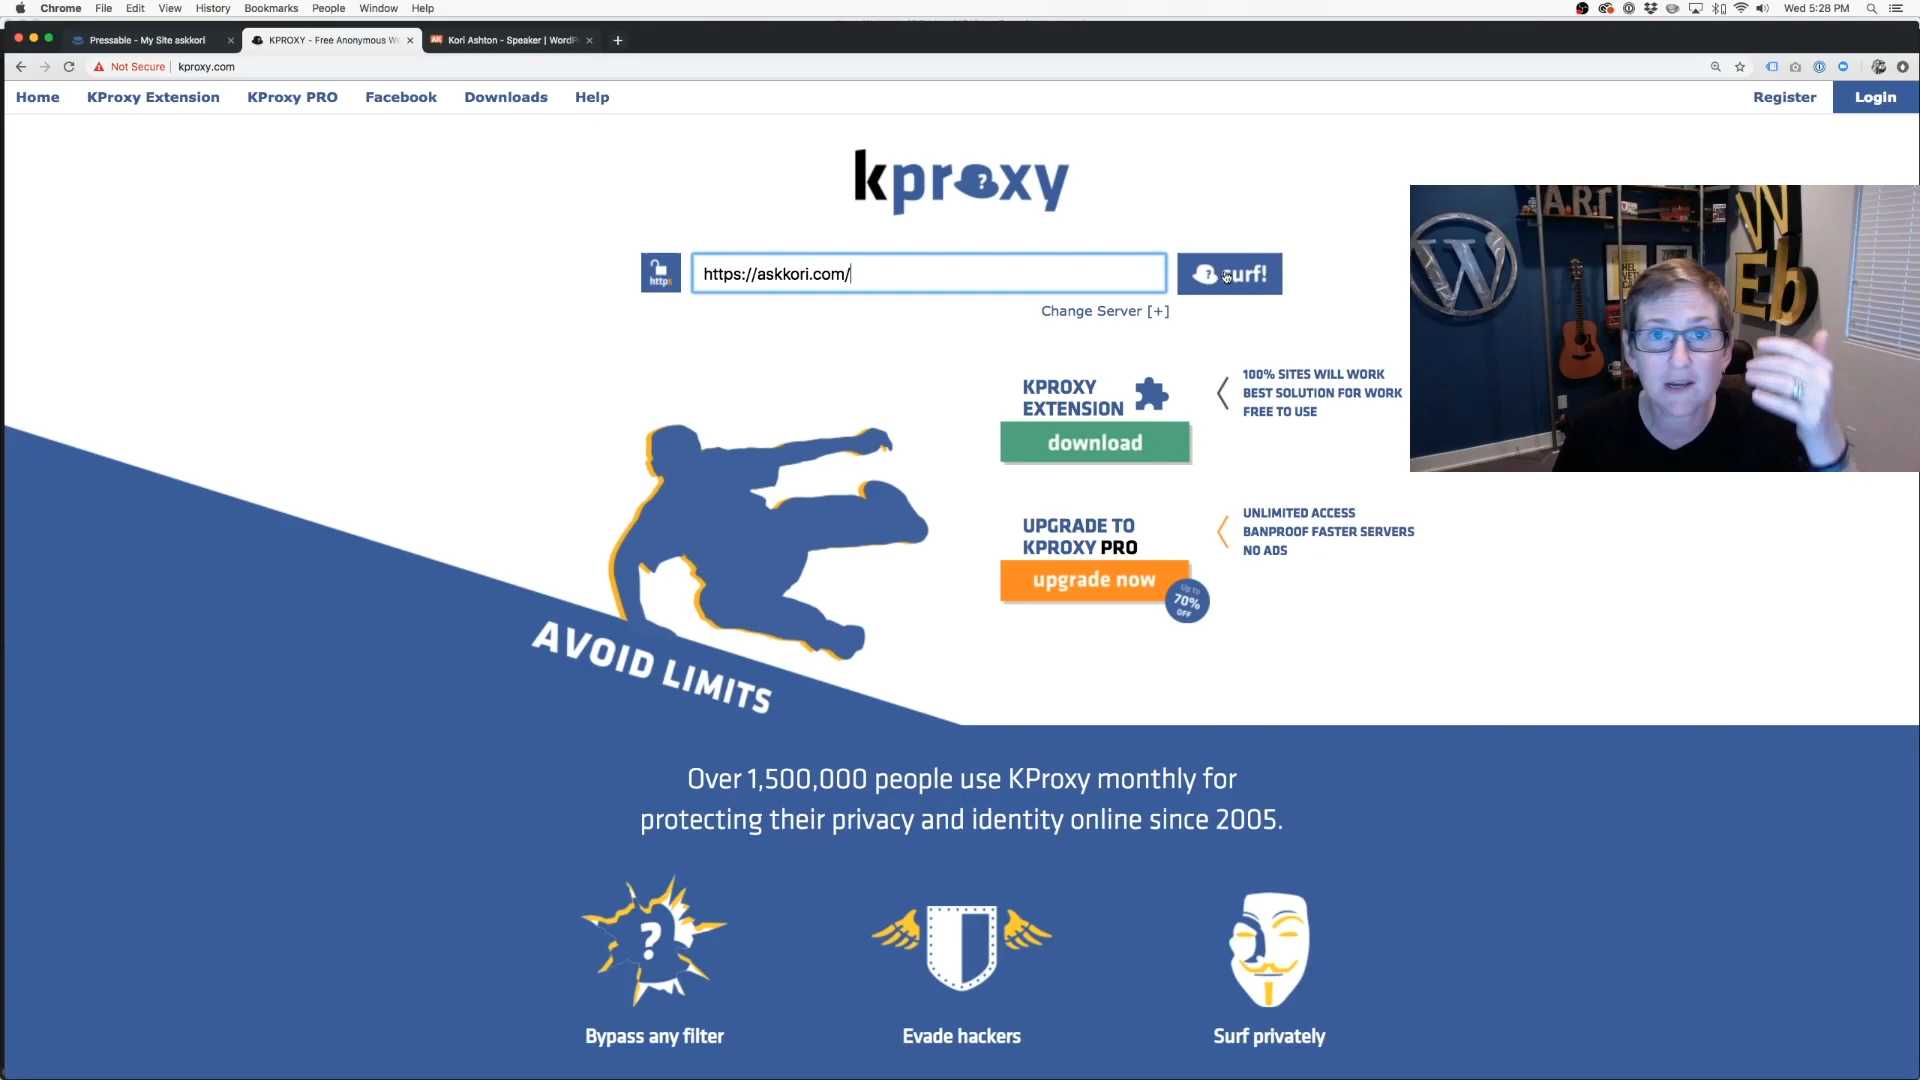 Chrome File Edit View History Bookmarks People Window Help
Wed 5:28 PM
Pressable - My Site askkori
KPROXY - Free Anonymous W
Kori Ashton - Speaker | WordP
Not Secure
kproxy.com
Home
KProxy Extension
KProxy PRO
Facebook
Downloads
Help
Register
Login
kproxy
https
https://askkori.com/
surf!
Change Server [+]
KPROXY
EXTENSION
download
100% SITES WILL WORK
BEST SOLUTION FOR WORK
FREE TO USE
UPGRADE TO
KPROXY PRO
upgrade now
Up to
70%
OFF
UNLIMITED ACCESS
BANPROOF FASTER SERVERS
NO ADS
AVOID LIMITS
Over 1,500,000 people use KProxy monthly for
protecting their privacy and identity online since 2005.
Bypass any filter
Evade hackers
Surf privately
ART
W
W
Eb
HEL
VETI
CA